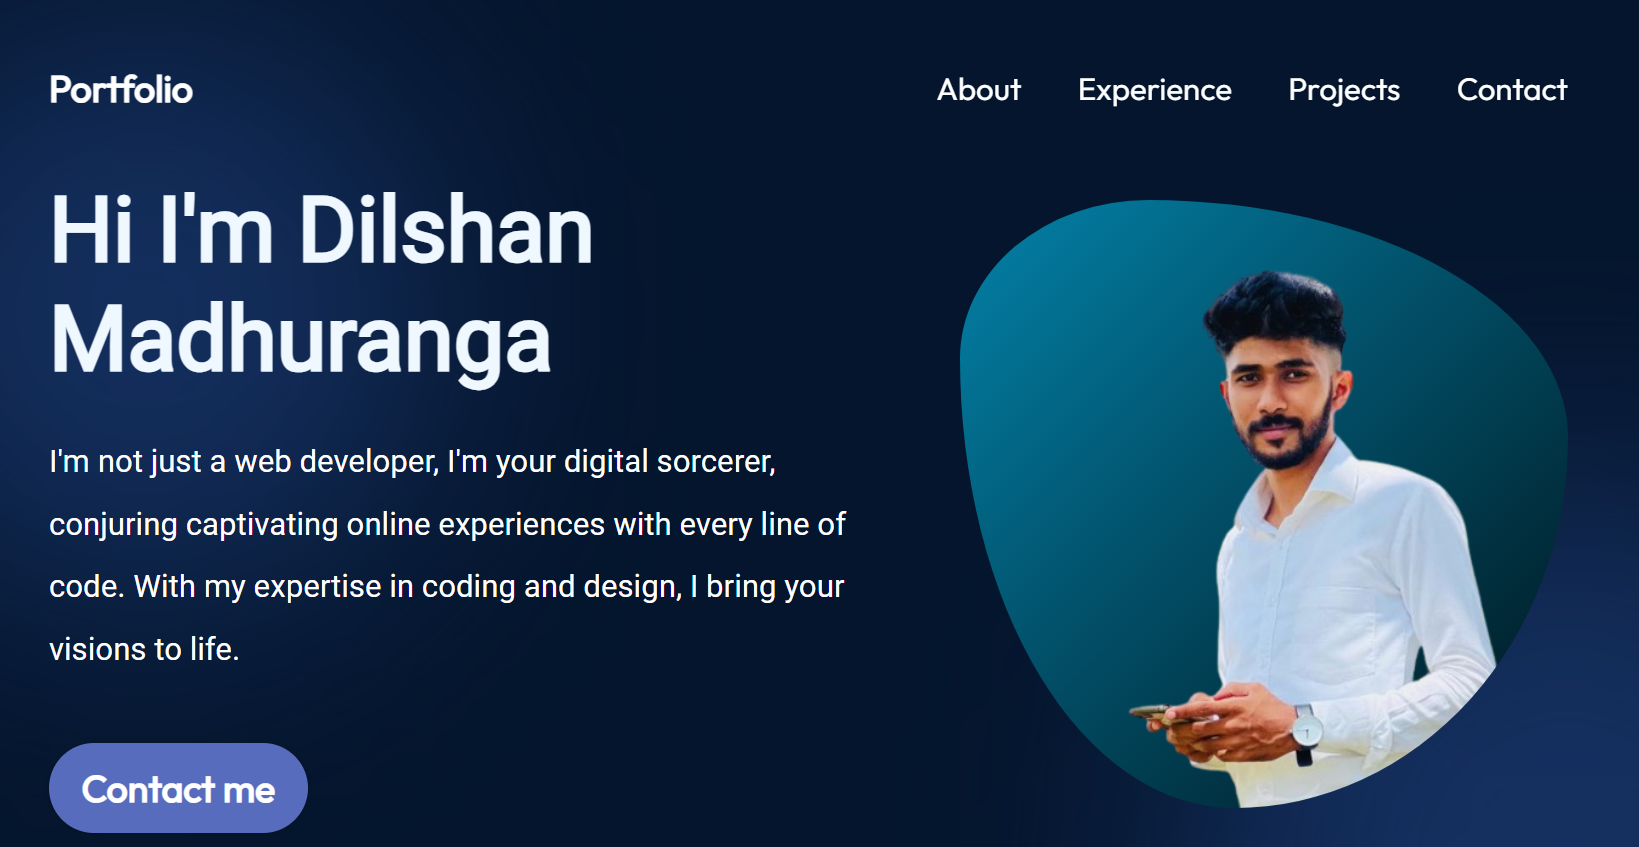 Portfolio
About Experience Projects Contact
Hi I'm Dilshan
Madhuranga
I'm not just a web developer, I'm your digital sorcerer,
conjuring captivating online experiences with every line of
code. With my expertise in coding and design, I bring your
visions to life.
Contact me